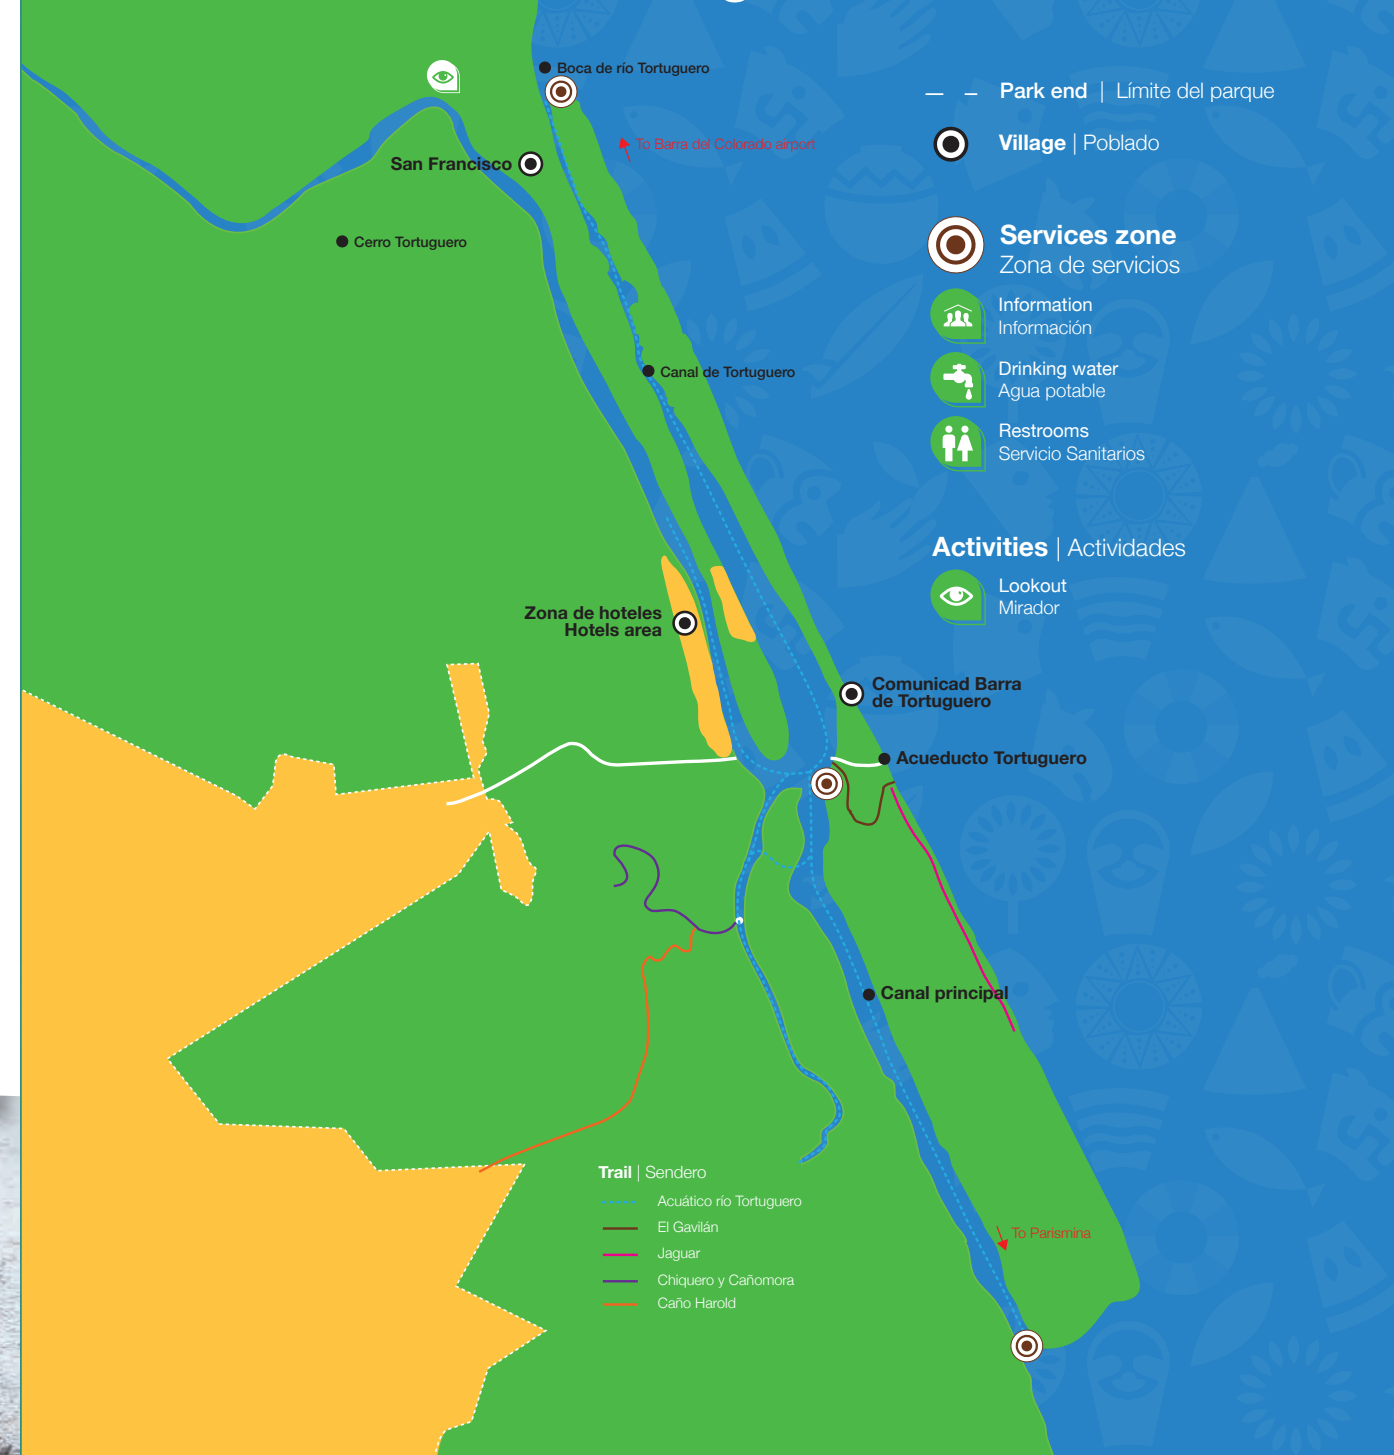 Boca de río Tortuguero
To Barra del Colorado airport
San Francisco
Cerro Tortuguero
Canal de Tortuguero
Zona de hoteles
Hotels area
Comunicad Barra
de Tortuguero
Acueducto Tortuguero
Canal principal
To Parismina
Park end | Límite del parque
Village | Poblado
Services zone
Zona de servicios
Information
Información
Drinking water
Agua potable
Restrooms
Servicio Sanitarios
Activities | Actividades
Lookout
Mirador
Trail | Sendero
Acuático río Tortuguero
El Gavilán
Jaguar
Chiquero y Cañomora
Caño Harold